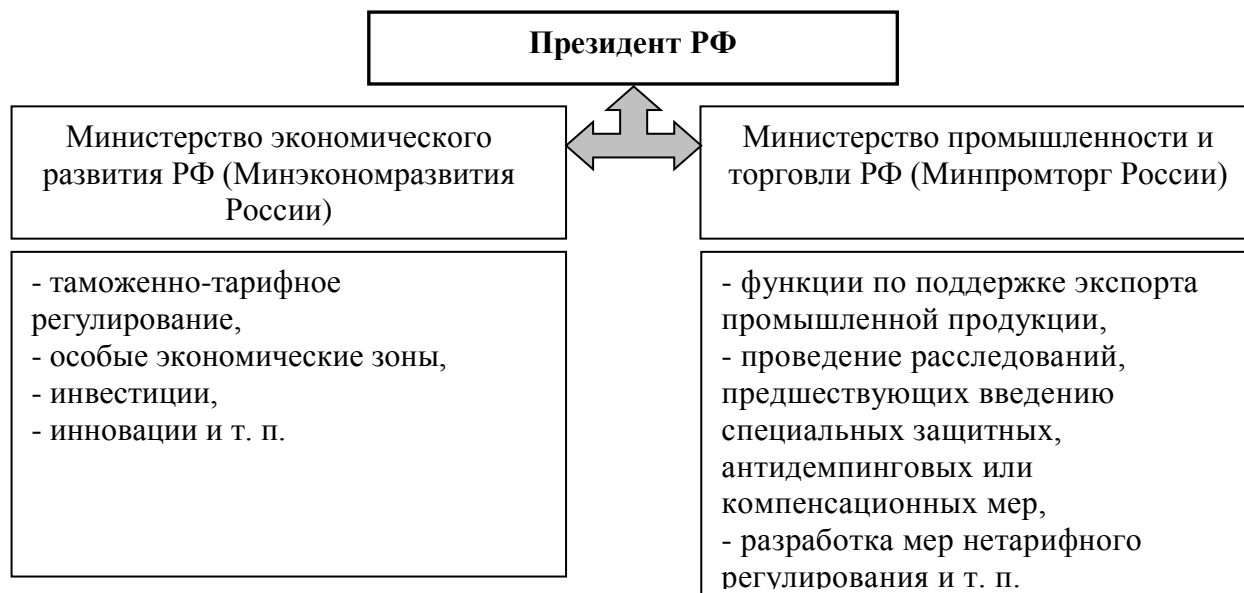 Президент РФ
Министерство экономического
развития РФ (Минэкономразвития
России)
Министерство промышленности и
торговли РФ (Минпромторг России)
- таможенно-тарифное
регулирование,
- особые экономические зоны,
- инвестиции,
- инновации и т. п.
- функции по поддержке экспорта
промышленной продукции,
- проведение расследований,
предшествующих введению
специальных защитных,
антидемпинговых или
компенсационных мер,
- разработка мер нетарифного
регулирования и т. п.